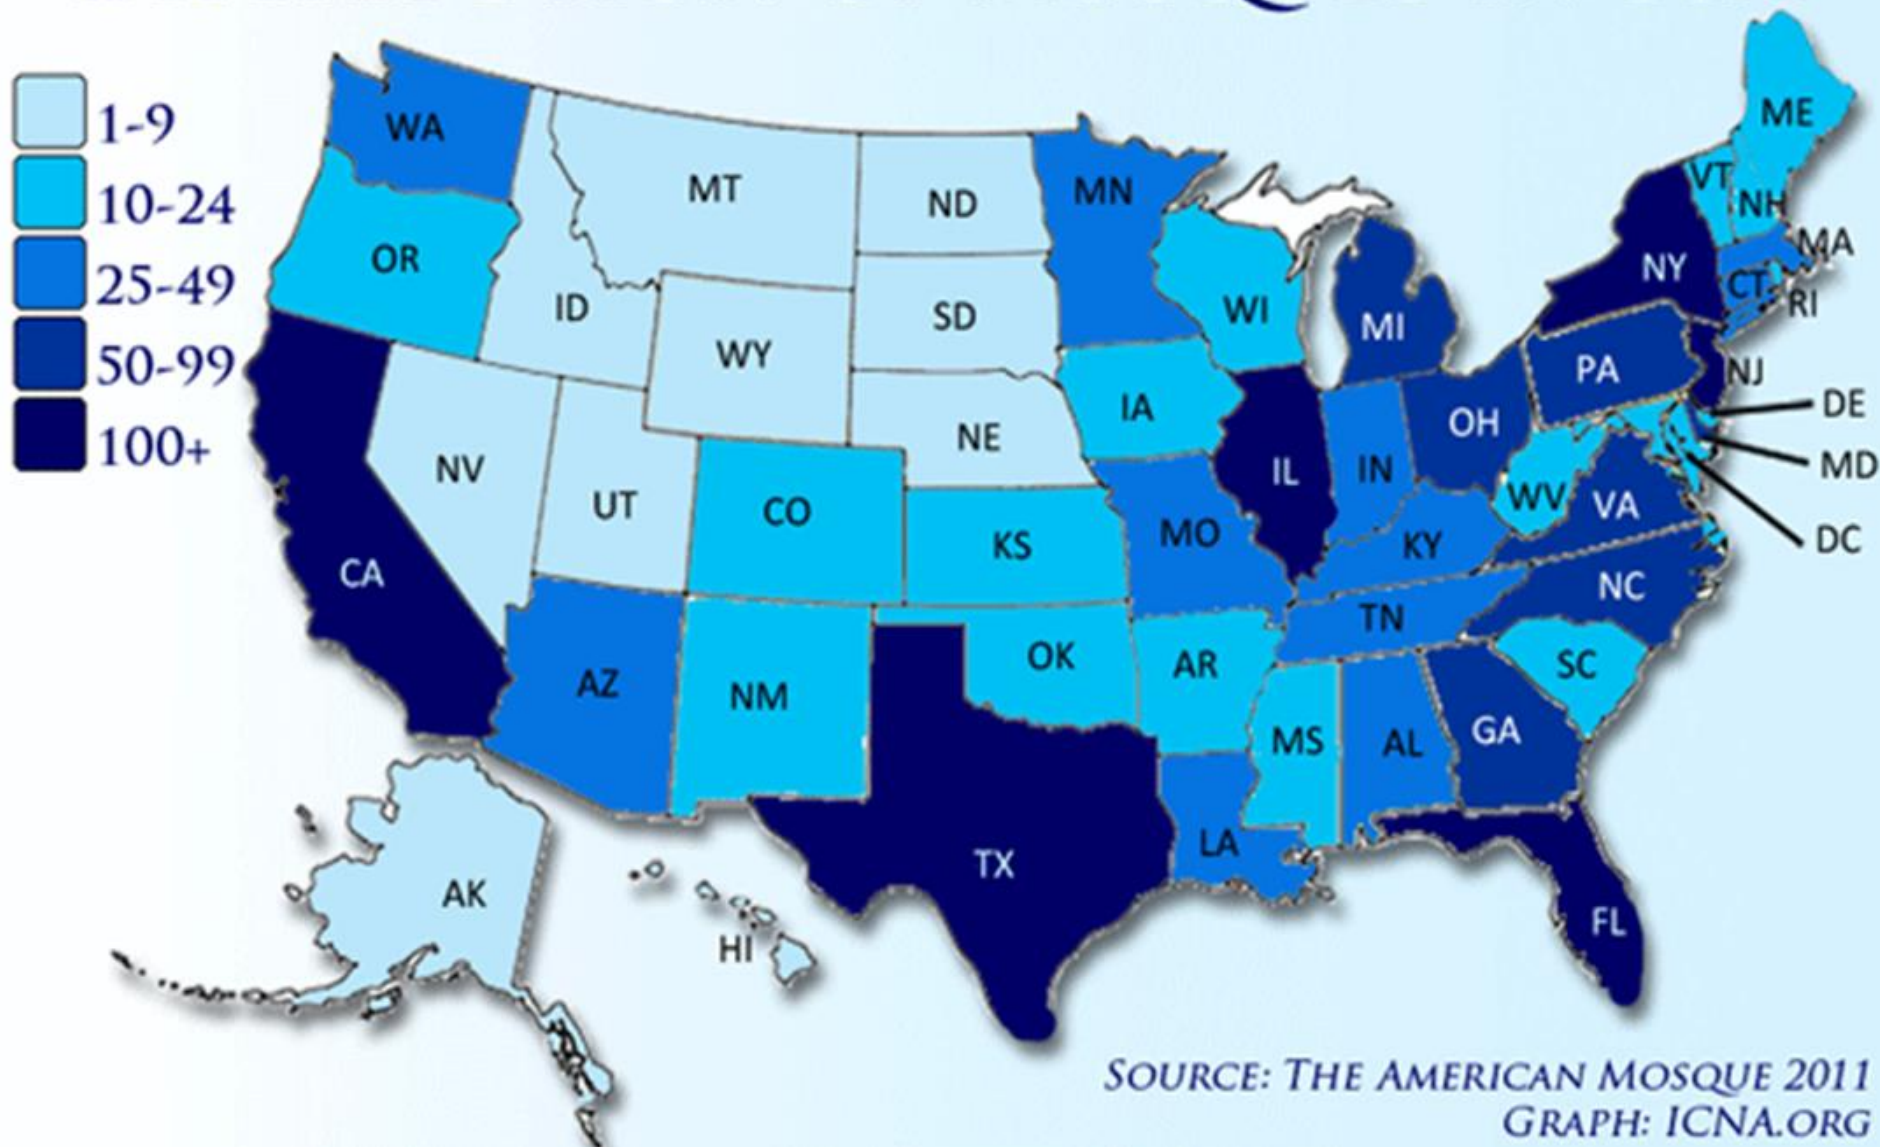 1-9
10-24
25-49
50-99
100+
WA
OR
CA
NV
ID
MT
WY
UT
AZ
CO
NM
ND
SD
NE
KS
OK
TX
MN
IA
MO
AR
LA
WI
IL
MI
IN
OH
KY
TN
MS
AL
GA
FL
SC
NC
VA
WV
PA
NY
VT
NH
ME
MA
CT
RI
NJ
DE
MD
DC
AK
HI
SOURCE: THE AMERICAN MOSQUE 2011
GRAPH: ICNA.ORG